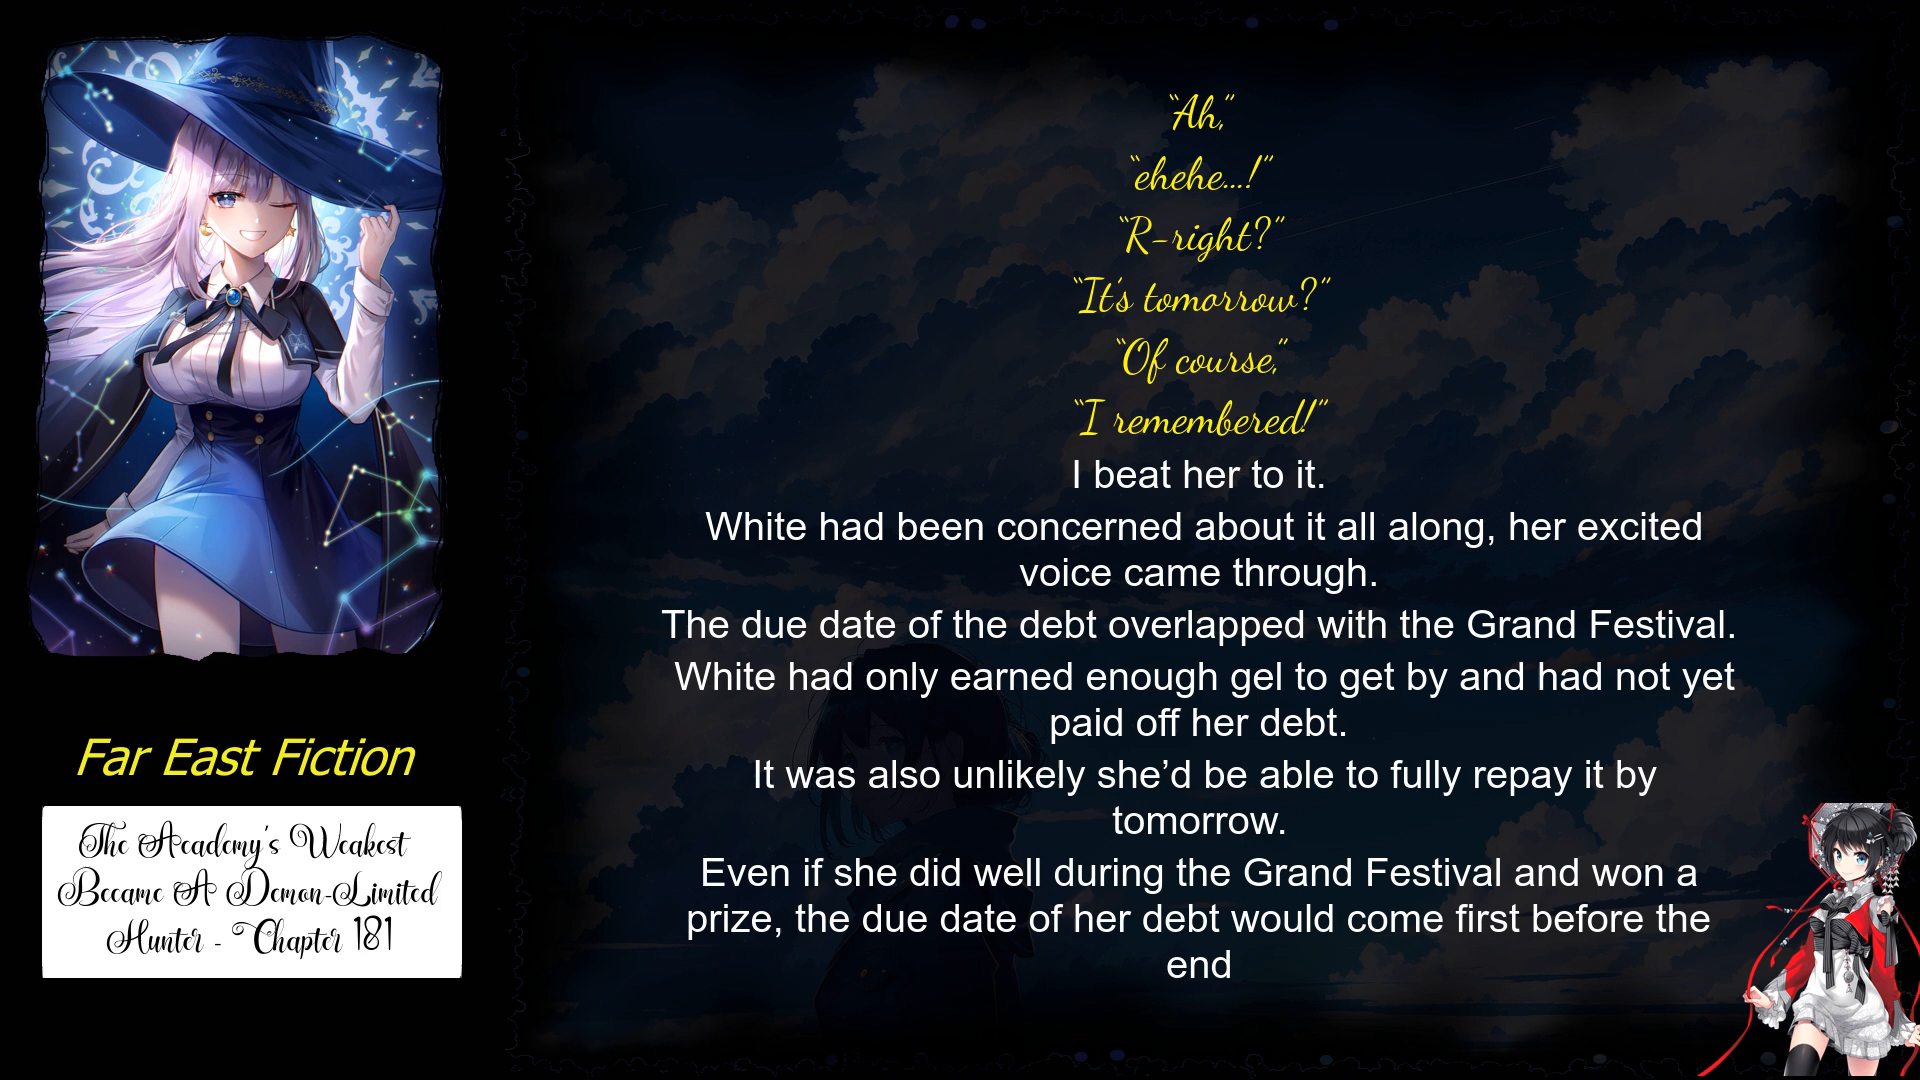 “Ah,”
“ehehe...!”
“R-right?”
“It's tomorrow?”
“Of course,”
“I remembered!”
I beat her to it.
White had been concerned about it all along, her excited
voice came through.
The due date of the debt overlapped with the Grand Festival.
White had only earned enough gel to get by and had not yet
paid off her debt.
It was also unlikely she’d be able to fully repay it by
tomorrow.
Even if she did well during the Grand Festival and won a
prize, the due date of her debt would come first before the
end
Far East Fiction
The Academy's Weakest
Became A Demon-Limited
Hunter - Chapter 181